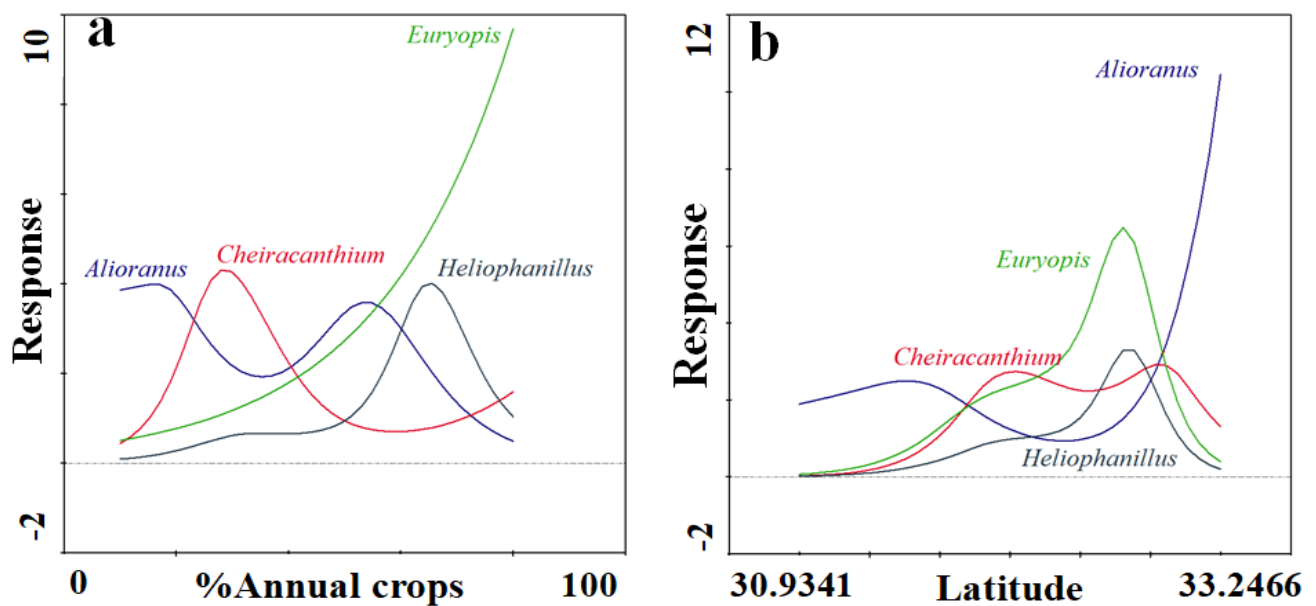 a
10
Response
-2
Euryopis
Alioranus
Cheiracanthium
Heliophanillus
0 %Annual crops 100
b
12
Response
-2
Alioranus
Euryopis
Cheiracanthium
Heliophanillus
30.9341 Latitude 33.2466